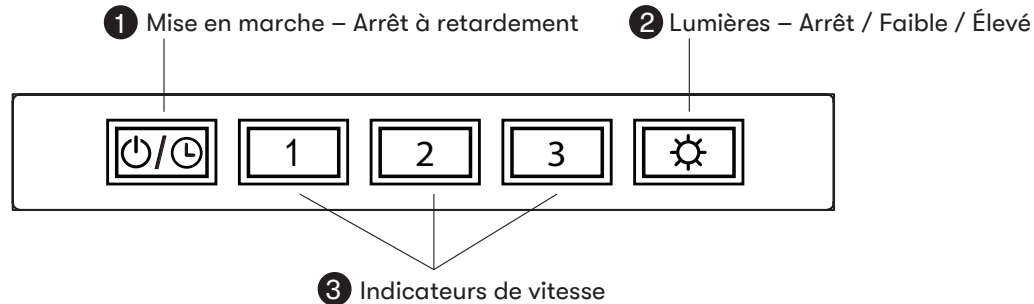 1 Mise en marche – Arrêt à retardement
2 Lumières – Arrêt / Faible / Élevé
/ 1 2 3
3 Indicateurs de vitesse